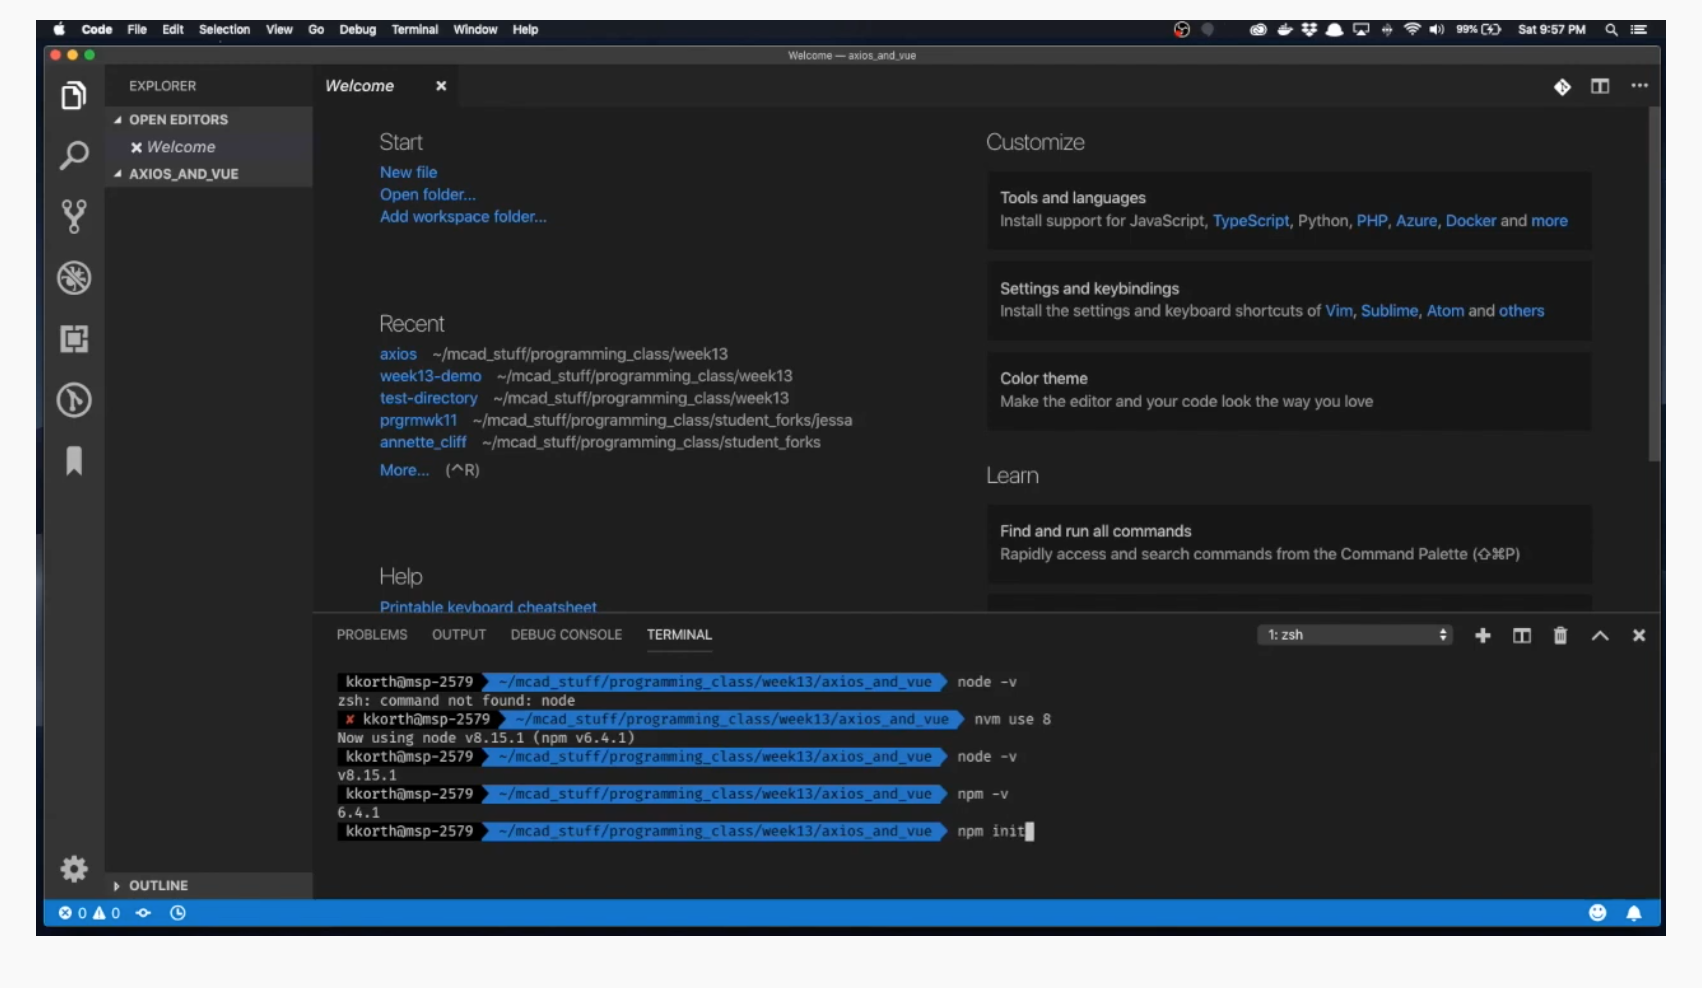 Code File Edit Selection View Go Debug Terminal Window Help 99% Sat 9:57 PM
Welcome — axios_and_vue
EXPLORER
OPEN EDITORS
Welcome
AXIOS_AND_VUE
OUTLINE
Welcome
Start
New file
Open folder...
Add workspace folder...
Recent
axios ~/mcad_stuff/programming_class/week13
week13-demo ~/mcad_stuff/programming_class/week13
test-directory ~/mcad_stuff/programming_class/week13
prgrmwk11 ~/mcad_stuff/programming_class/student_forks/jessa
annette_cliff ~/mcad_stuff/programming_class/student_forks
More... (^R)
Help
Printable keyboard cheatsheet
Customize
Tools and languages
Install support for JavaScript, TypeScript, Python, PHP, Azure, Docker and more
Settings and keybindings
Install the settings and keyboard shortcuts of Vim, Sublime, Atom and others
Color theme
Make the editor and your code look the way you love
Learn
Find and run all commands
Rapidly access and search commands from the Command Palette (⇧⌘P)
PROBLEMS OUTPUT DEBUG CONSOLE TERMINAL 1: zsh
kkorth@msp-2579 ~/mcad_stuff/programming_class/week13/axios_and_vue node -v
zsh: command not found: node
✘ kkorth@msp-2579 ~/mcad_stuff/programming_class/week13/axios_and_vue nvm use 8
Now using node v8.15.1 (npm v6.4.1)
kkorth@msp-2579 ~/mcad_stuff/programming_class/week13/axios_and_vue node -v
v8.15.1
kkorth@msp-2579 ~/mcad_stuff/programming_class/week13/axios_and_vue npm -v
6.4.1
kkorth@msp-2579 ~/mcad_stuff/programming_class/week13/axios_and_vue npm init
0 0